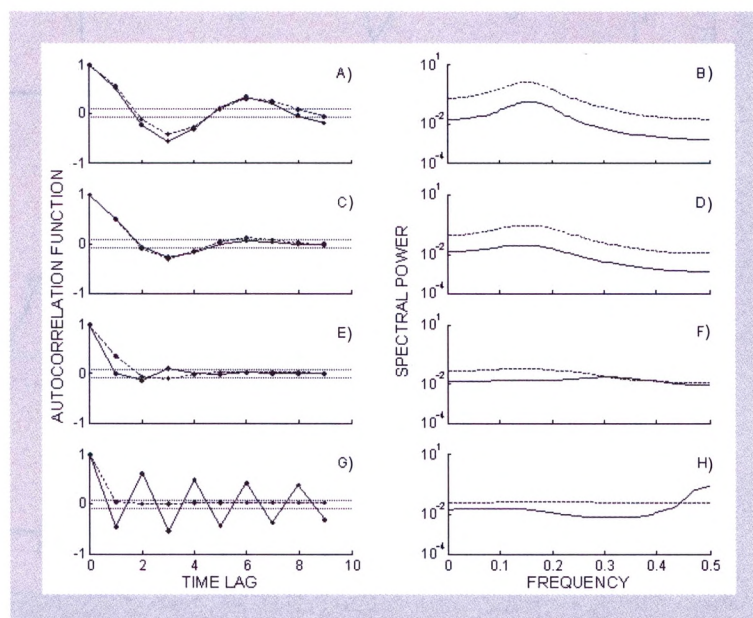 A)
1
0
-1
B)
10^1
10^-2
10^-4
C)
1
0
-1
D)
10^1
10^-2
10^-4
E)
1
0
-1
F)
10^1
10^-2
10^-4
G)
1
0
-1
0 2 4 6 8 10
TIME LAG
AUTOCORRELATION FUNCTION
H)
10^1
10^-2
10^-4
0 0.1 0.2 0.3 0.4 0.5
FREQUENCY
SPECTRAL POWER